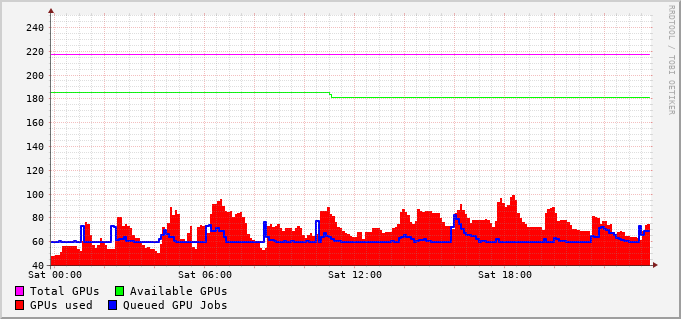 RRDTOOL / TOBI OETIKER
240
220
200
180
160
140
120
100
80
60
40
Sat 00:00 Sat 06:00 Sat 12:00 Sat 18:00
Total GPUs Available GPUs
GPUs used Queued GPU Jobs